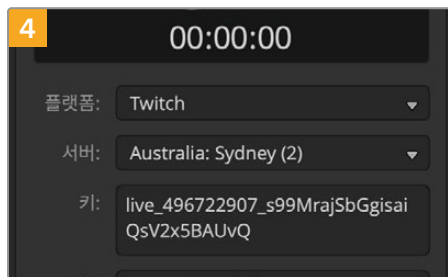 4
00:00:00
플랫폼: Twitch
서버: Australia: Sydney (2)
키: live_496722907_s99MrajSbGgisai
QsV2x5BAUvQ